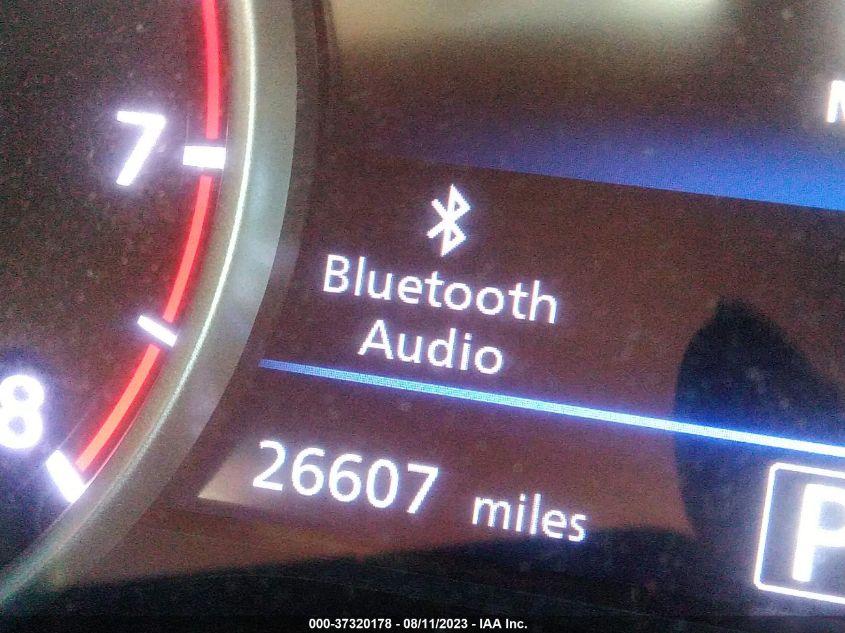 7
Bluetooth
Audio
8
26607 miles
P
000-37320178 - 08/11/2023 - IAA Inc.